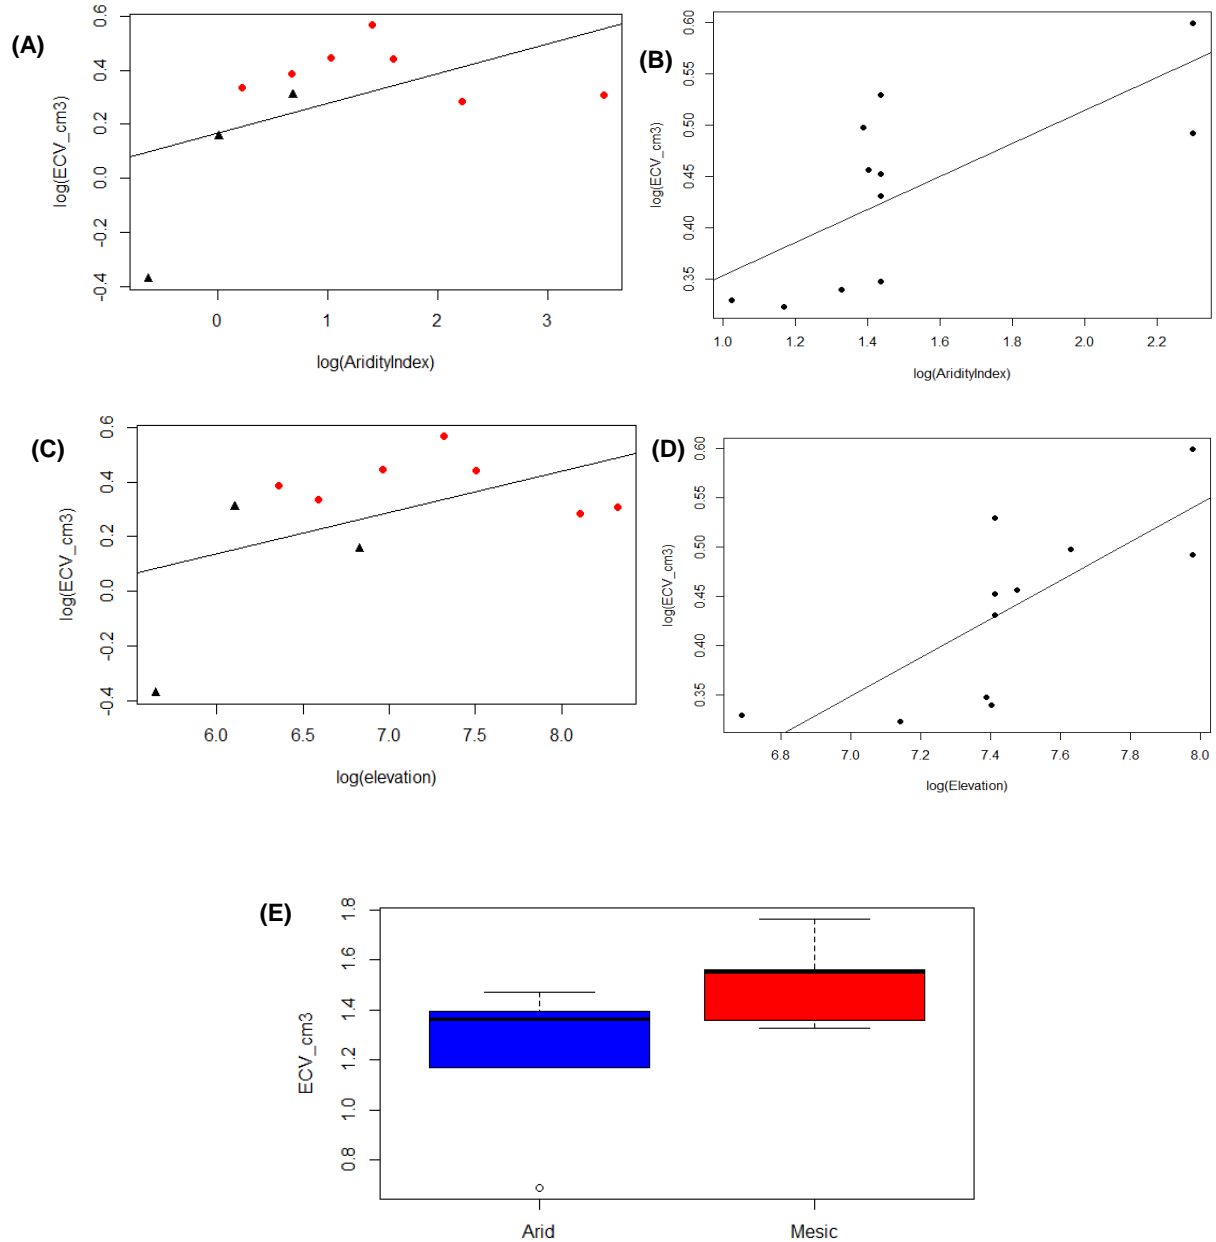 (A)
log(ECV_cm3)
0.6
0.4
0.2
0.0
-0.2
-0.4
0 1 2 3
log(AridityIndex)
(B)
log(ECV_cm3)
0.60
0.55
0.50
0.45
0.40
0.35
1.0 1.2 1.4 1.6 1.8 2.0 2.2
log(AridityIndex)
(C)
log(ECV_cm3)
0.6
0.4
0.2
0.0
-0.2
-0.4
6.0 6.5 7.0 7.5 8.0
log(elevation)
(D)
log(ECV_cm3)
0.60
0.55
0.50
0.45
0.40
0.35
6.8 7.0 7.2 7.4 7.6 7.8 8.0
log(Elevation)
(E)
ECV_cm3
1.8
1.6
1.4
1.2
1.0
0.8
Arid Mesic